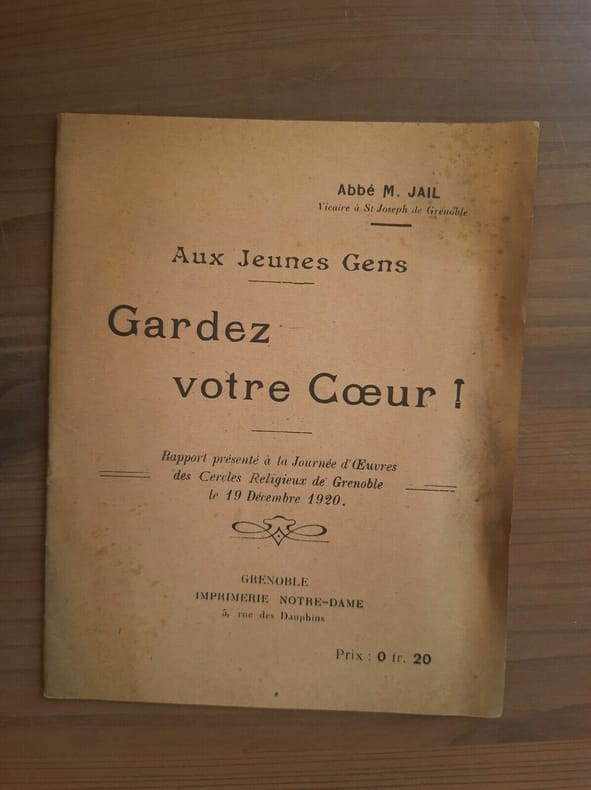 Abbé M. JAIL
Vicaire à St-Joseph de Grenoble
Aux Jeunes Gens
Gardez
votre Cœur !
Rapport présenté à la Journée d'Œuvres
des Cercles Religieux de Grenoble
le 19 Décembre 1920.
GRENOBLE
IMPRIMERIE NOTRE-DAME
5, rue des Dauphins
Prix : 0 fr. 20